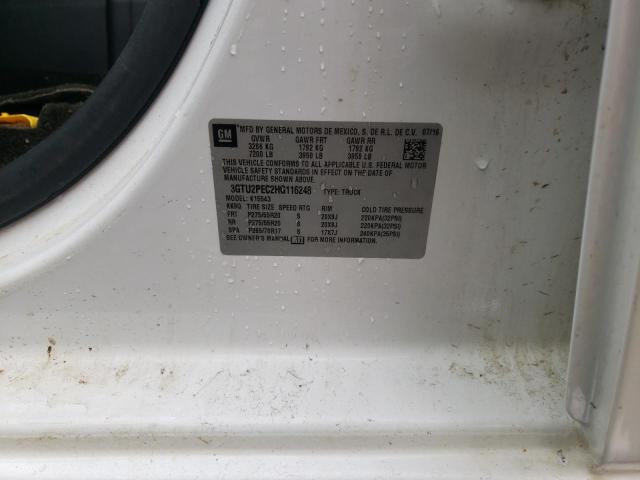 GM
MFD BY GENERAL MOTORS DE MEXICO, S. DE R.L. DE C.V. 07/16
GVWR GAWR FRT GAWR RR
3266 KG 1792 KG 1792 KG
7200 LB 3950 LB 3950 LB
THIS VEHICLE CONFORMS TO ALL APPLICABLE U.S. FEDERAL MOTOR
VEHICLE SAFETY STANDARDS IN EFFECT ON THE DATE OF
MANUFACTURE SHOWN ABOVE.
3GTU2PEC2HG116248 TYPE: TRUCK
MODEL: K15543
TIRE SIZE SPEED RTG RIM COLD TIRE PRESSURE
FRT P275/55R20 S 20X9J 220KPA(32PSI)
RR P275/55R20 S 20X9J 220KPA(32PSI)
SPA P265/70R17 S 17X7J 240KPA(35PSI)
SEE OWNER'S MANUAL FOR MORE INFORMATION.